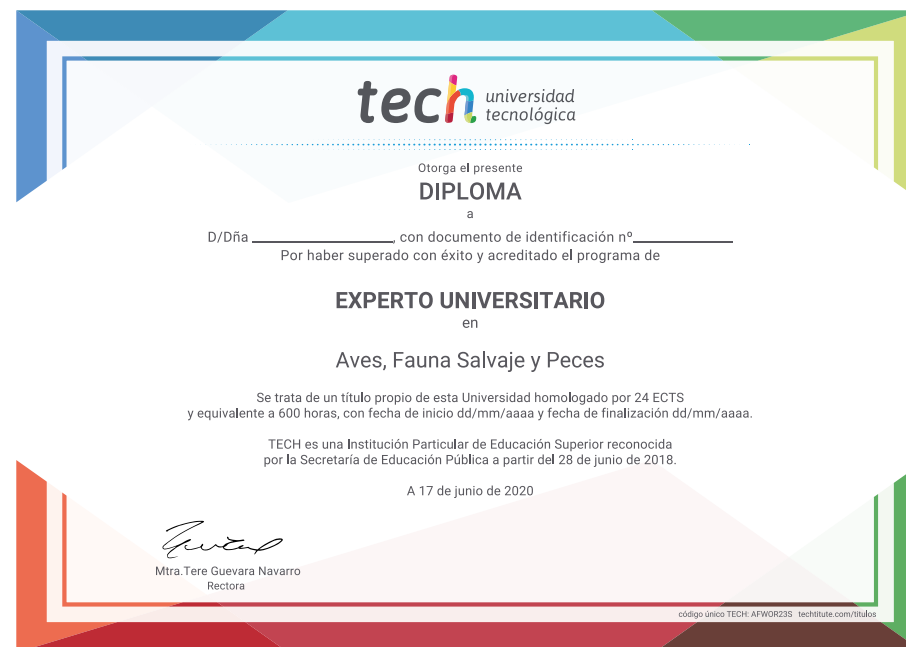 tech universidad
tecnológica
Otorga el presente
DIPLOMA
a
D/Dña ____________, con documento de identificación nº____________
Por haber superado con éxito y acreditado el programa de
EXPERTO UNIVERSITARIO
en
Aves, Fauna Salvaje y Peces
Se trata de un título propio de esta Universidad homologado por 24 ECTS
y equivalente a 600 horas, con fecha de inicio dd/mm/aaaa y fecha de finalización dd/mm/aaaa.
TECH es una Institución Particular de Educación Superior reconocida
por la Secretaría de Educación Pública a partir del 28 de junio de 2018.
A 17 de junio de 2020
Mtra.Tere Guevara Navarro
Rectora
código único TECH: AFWOR23S techtitute.com/titulos